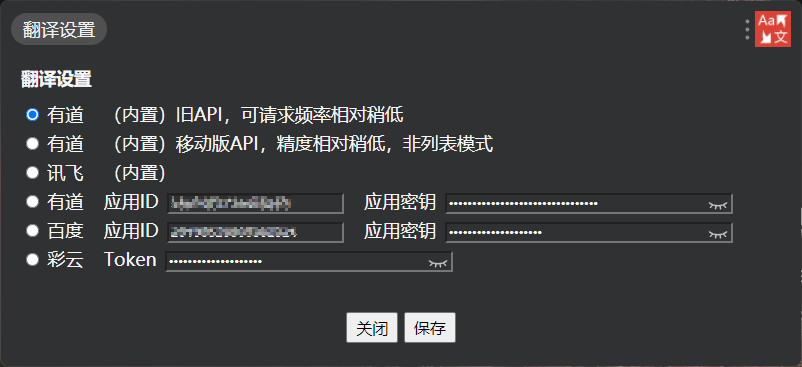 翻译设置
Aa文
翻译设置
有道 （内置）旧API，可请求频率相对稍低
有道 （内置）移动版API，精度相对稍低，非列表模式
讯飞 （内置）
有道 应用ID 应用密钥
百度 应用ID 应用密钥
彩云 Token
关闭 保存